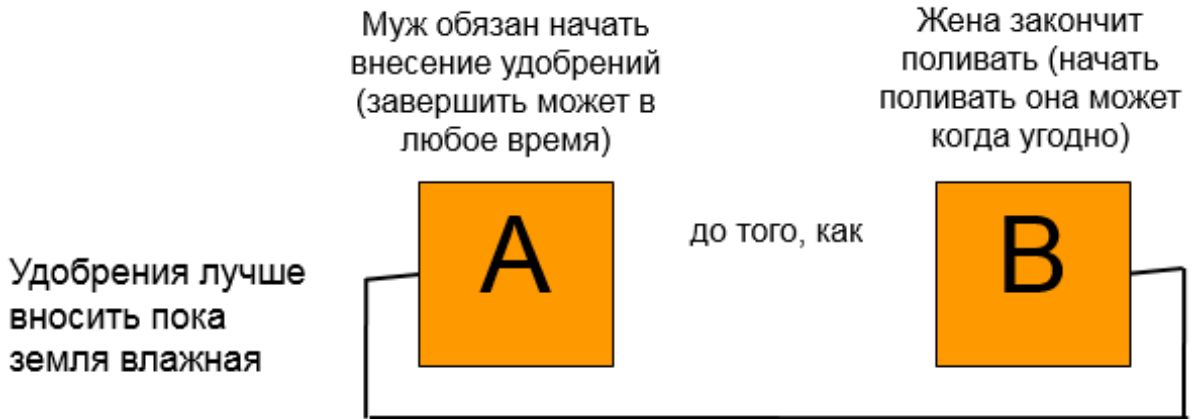 Муж обязан начать
внесение удобрений
(завершить может в
любое время)
Жена закончит
поливать (начать
поливать она может
когда угодно)
A
до того, как
B
Удобрения лучше
вносить пока
земля влажная